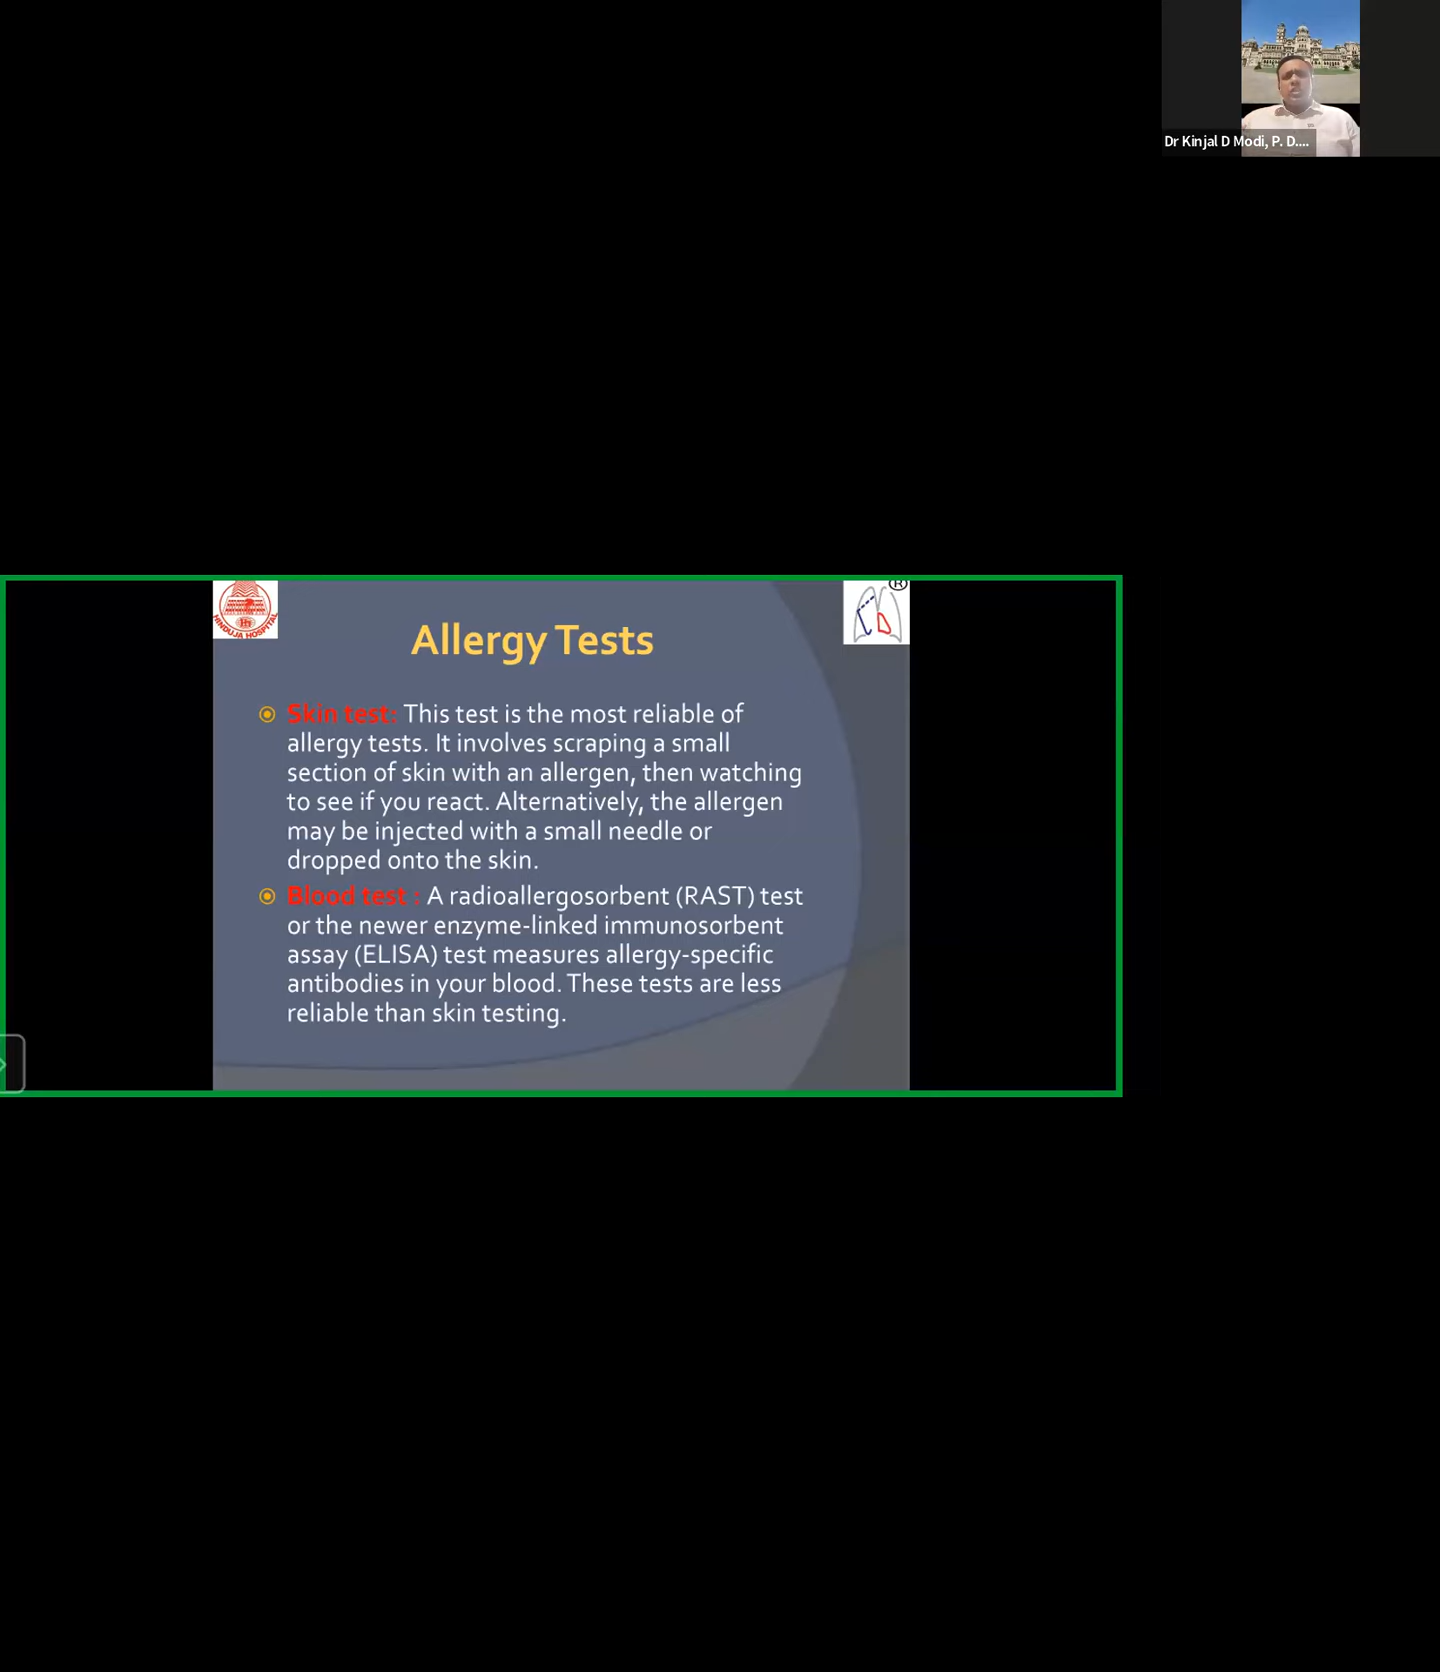 Dr Kinjal D Modi, P. D....
HINDUJA HOSPITAL
®
Allergy Tests
Skin test: This test is the most reliable of
allergy tests. It involves scraping a small
section of skin with an allergen, then watching
to see if you react. Alternatively, the allergen
may be injected with a small needle or
dropped onto the skin.
Blood test : A radioallergosorbent (RAST) test
or the newer enzyme-linked immunosorbent
assay (ELISA) test measures allergy-specific
antibodies in your blood. These tests are less
reliable than skin testing.